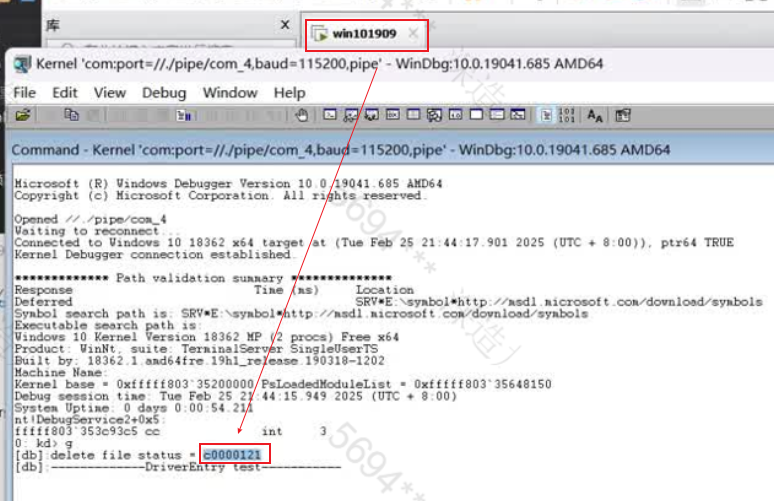 库
win101909
Kernel 'com:port=//./pipe/com_4,baud=115200,pipe' - WinDbg:10.0.19041.685 AMD64
File Edit View Debug Window Help
Command - Kernel 'com:port=//./pipe/com_4,baud=115200,pipe' - WinDbg:10.0.19041.685 AMD64
Microsoft (R) Windows Debugger Version 10.0.19041.685 AMD64
Copyright (c) Microsoft Corporation. All rights reserved.
Opened //./pipe/com_4
Waiting to reconnect...
Connected to Windows 10 18362 x64 target at (Tue Feb 25 21:44:17.901 2025 (UTC + 8:00)), ptr64 TRUE
Kernel Debugger connection established.
************* Path validation summary **************
Response Time (ms) Location
Deferred SRV*E:\symbol*http://msdl.microsoft.com/download/symbols
Symbol search path is: SRV*E:\symbol*http://msdl.microsoft.com/download/symbols
Executable search path is:
Windows 10 Kernel Version 18362 MP (2 procs) Free x64
Product: WinNt, suite: TerminalServer SingleUserTS
Built by: 18362.1.amd64fre.19h1_release.190318-1202
Machine Name:
Kernel base = 0xfffff803`35200000 PsLoadedModuleList = 0xfffff803`35648150
Debug session time: Tue Feb 25 21:44:15.949 2025 (UTC + 8:00)
System Uptime: 0 days 0:00:54.211
nt!DebugService2+0x5:
fffff803`353c93c5 cc int 3
0: kd> g
[db]:delete file status = c0000121
[db]:-------------DriverEntry test-----------
5694***
5694***